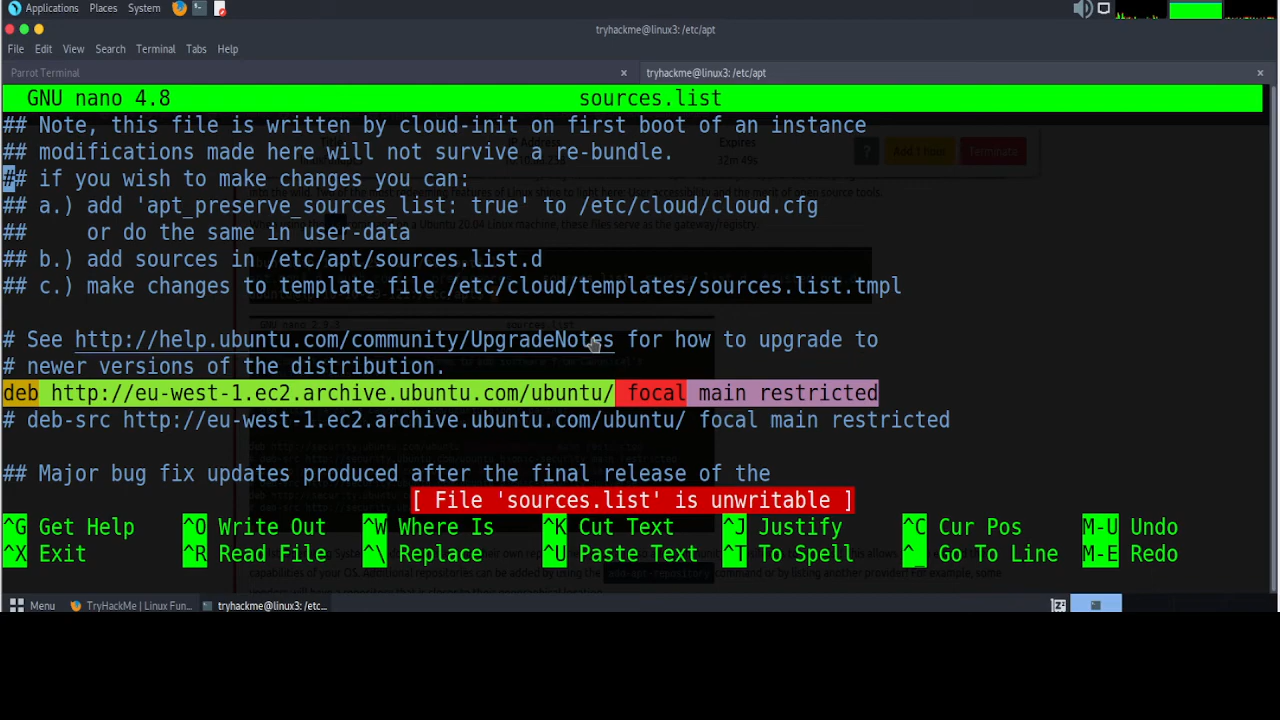 Applications Places System
tryhackme@linux3: /etc/apt
File Edit View Search Terminal Tabs Help
Parrot Terminal × tryhackme@linux3: /etc/apt ×
GNU nano 4.8 sources.list
## Note, this file is written by cloud-init on first boot of an instance
## modifications made here will not survive a re-bundle.
## if you wish to make changes you can:
## a.) add 'apt_preserve_sources_list: true' to /etc/cloud/cloud.cfg
## or do the same in user-data
## b.) add sources in /etc/apt/sources.list.d
## c.) make changes to template file /etc/cloud/templates/sources.list.tmpl
# See http://help.ubuntu.com/community/UpgradeNotes for how to upgrade to
# newer versions of the distribution.
deb http://eu-west-1.ec2.archive.ubuntu.com/ubuntu/ focal main restricted
# deb-src http://eu-west-1.ec2.archive.ubuntu.com/ubuntu/ focal main restricted
## Major bug fix updates produced after the final release of the
[ File 'sources.list' is unwritable ]
^G Get Help ^O Write Out ^W Where Is ^K Cut Text ^J Justify ^C Cur Pos M-U Undo
^X Exit ^R Read File ^\ Replace ^U Paste Text ^T To Spell ^_ Go To Line M-E Redo
Menu TryHackMe | Linux Fun... tryhackme@linux3: /etc...